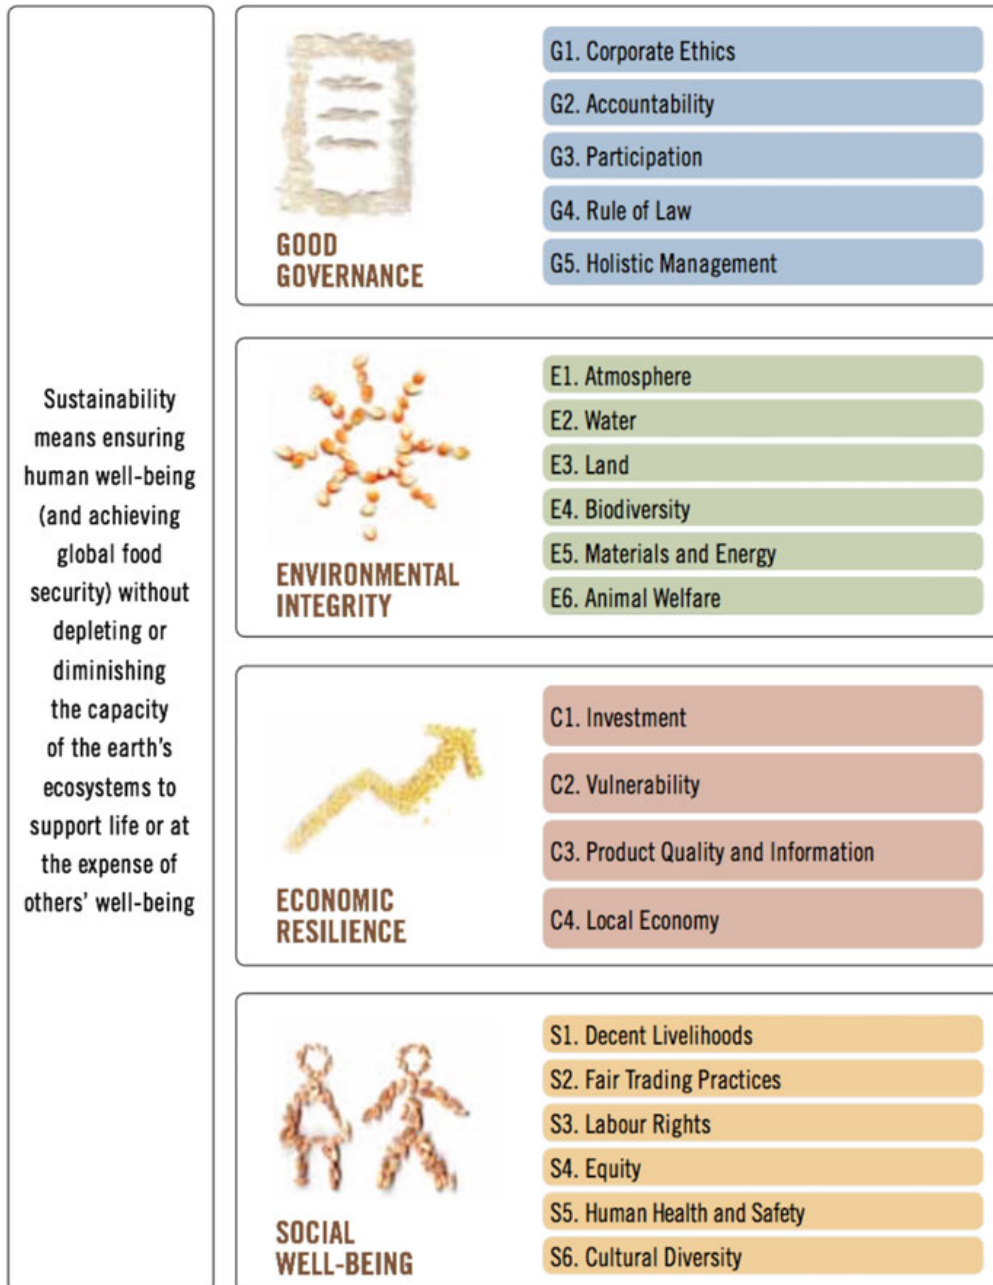 Sustainability
means ensuring
human well-being
(and achieving
global food
security) without
depleting or
diminishing
the capacity
of the earth's
ecosystems to
support life or at
the expense of
others' well-being
GOOD
GOVERNANCE
G1. Corporate Ethics
G2. Accountability
G3. Participation
G4. Rule of Law
G5. Holistic Management
ENVIRONMENTAL
INTEGRITY
E1. Atmosphere
E2. Water
E3. Land
E4. Biodiversity
E5. Materials and Energy
E6. Animal Welfare
ECONOMIC
RESILIENCE
C1. Investment
C2. Vulnerability
C3. Product Quality and Information
C4. Local Economy
SOCIAL
WELL-BEING
S1. Decent Livelihoods
S2. Fair Trading Practices
S3. Labour Rights
S4. Equity
S5. Human Health and Safety
S6. Cultural Diversity